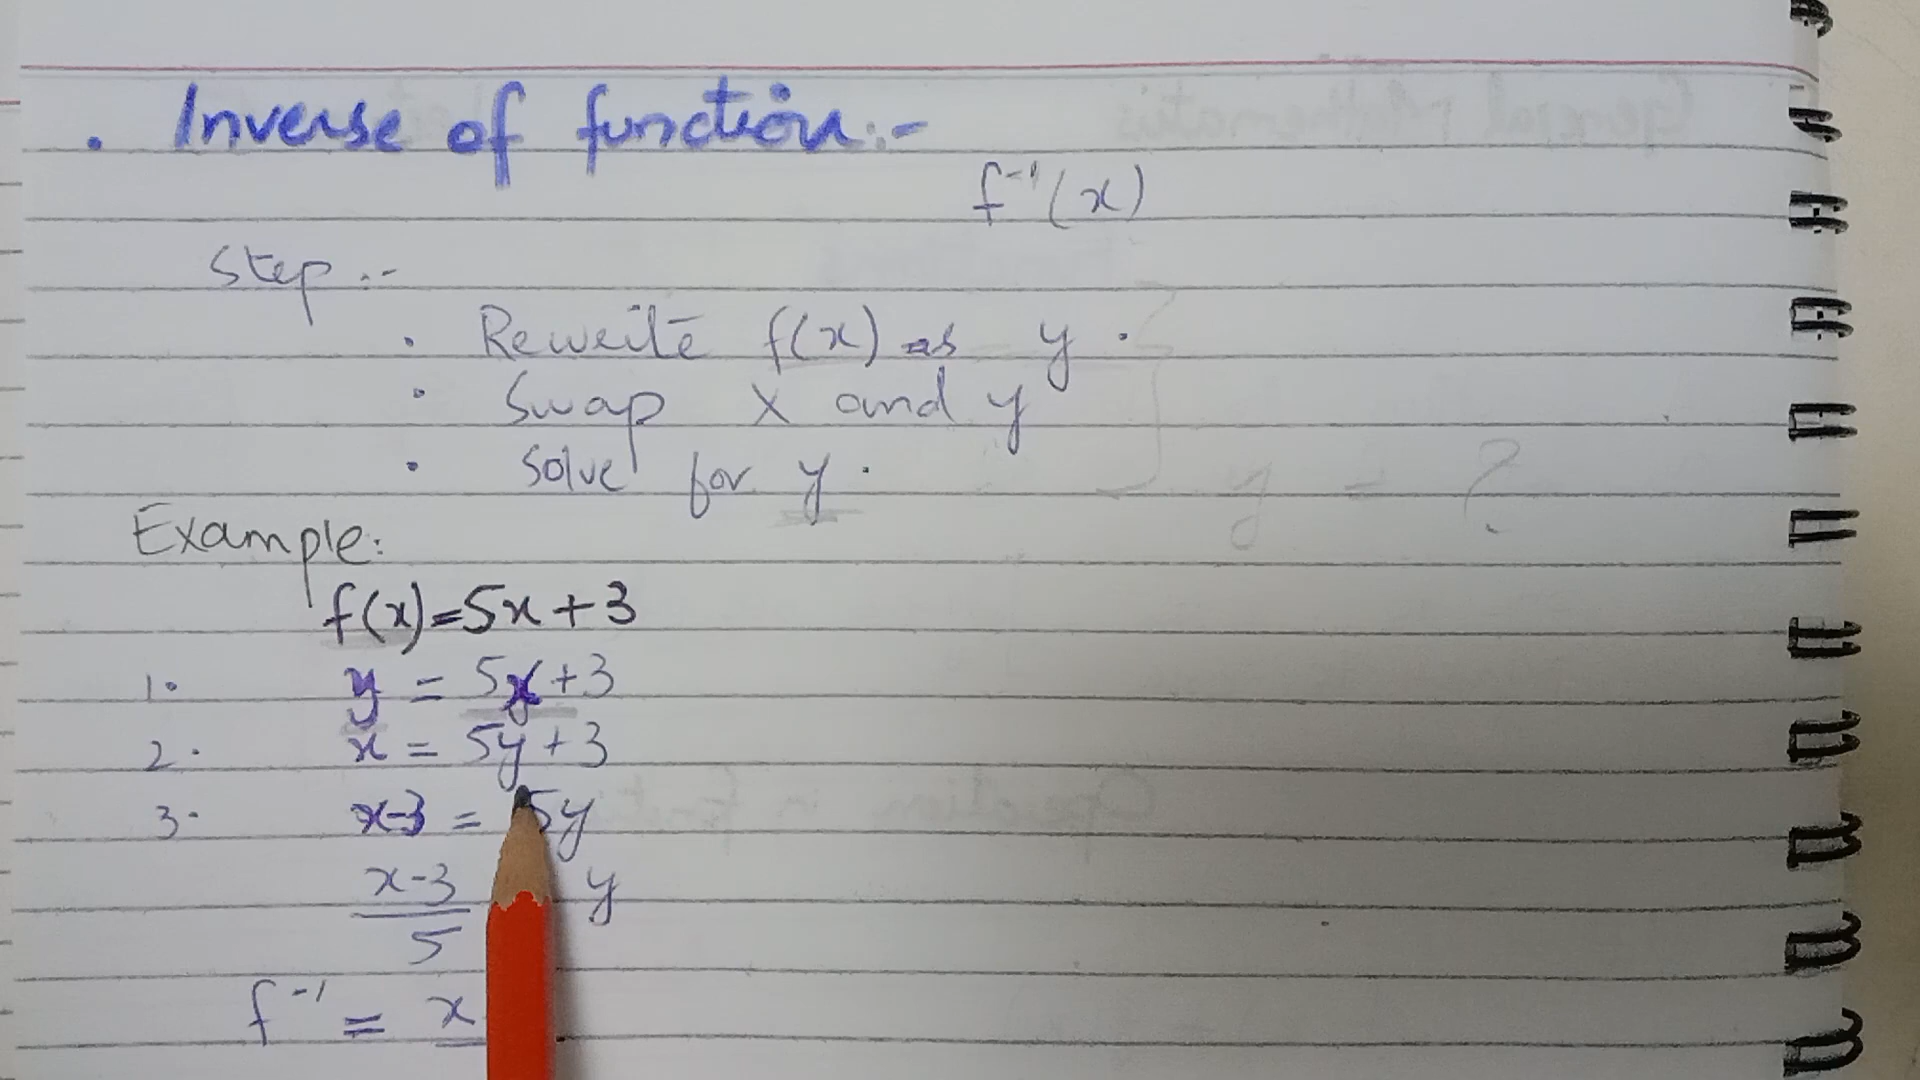 . Inverse of function:-
f⁻¹(x)
Step:-
. Rewrite f(x) as y.
. Swap x and y
. Solve for y.
Example:
f(x)=5x+3
1. y = 5x+3
2. x = 5y+3
3. x-3 = 5y
x-3 y
5
f⁻¹ = x
y = ?